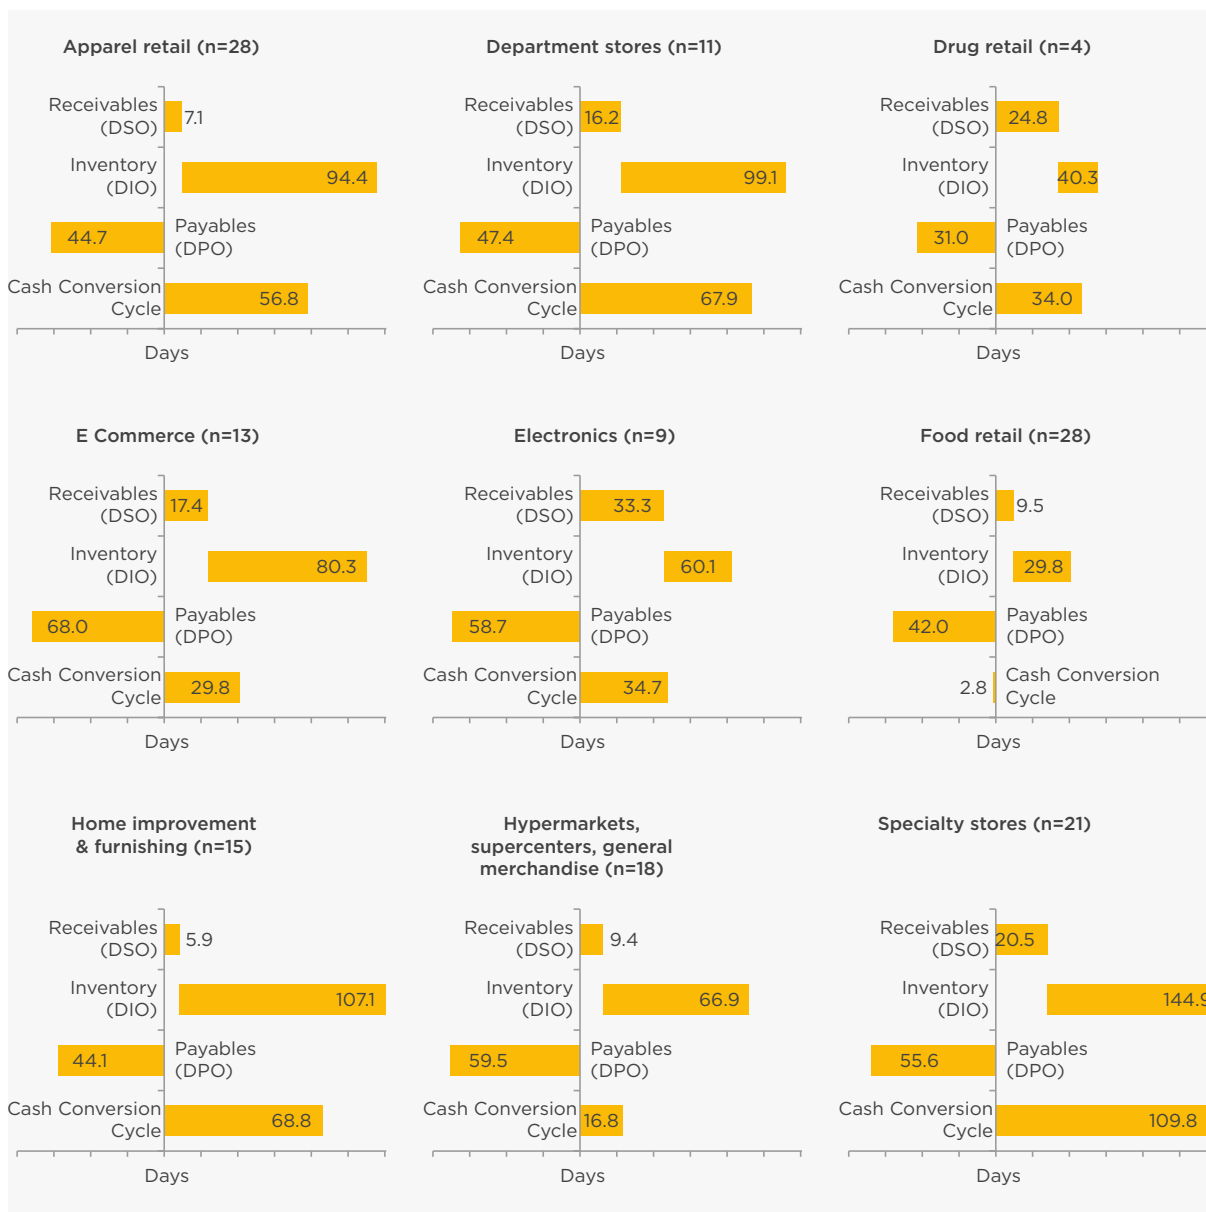 Apparel retail (n=28)
Receivables
(DSO)
7.1
Inventory
(DIO)
94.4
44.7
Payables
(DPO)
Cash Conversion
Cycle
56.8
Days
Department stores (n=11)
Receivables
(DSO)
16.2
Inventory
(DIO)
99.1
47.4
Payables
(DPO)
Cash Conversion
Cycle
67.9
Days
Drug retail (n=4)
Receivables
(DSO)
24.8
Inventory
(DIO)
40.3
31.0
Payables
(DPO)
Cash Conversion
Cycle
34.0
Days
E Commerce (n=13)
Receivables
(DSO)
17.4
Inventory
(DIO)
80.3
68.0
Payables
(DPO)
Cash Conversion
Cycle
29.8
Days
Electronics (n=9)
Receivables
(DSO)
33.3
Inventory
(DIO)
60.1
58.7
Payables
(DPO)
Cash Conversion
Cycle
34.7
Days
Food retail (n=28)
Receivables
(DSO)
9.5
Inventory
(DIO)
29.8
42.0
Payables
(DPO)
2.8
Cash Conversion
Cycle
Days
Home improvement
& furnishing (n=15)
Receivables
(DSO)
5.9
Inventory
(DIO)
107.1
44.1
Payables
(DPO)
Cash Conversion
Cycle
68.8
Days
Hypermarkets,
supercenters, general
merchandise (n=18)
Receivables
(DSO)
9.4
Inventory
(DIO)
66.9
59.5
Payables
(DPO)
Cash Conversion
Cycle
16.8
Days
Specialty stores (n=21)
Receivables
(DSO)
20.5
Inventory
(DIO)
144.9
55.6
Payables
(DPO)
Cash Conversion
Cycle
109.8
Days